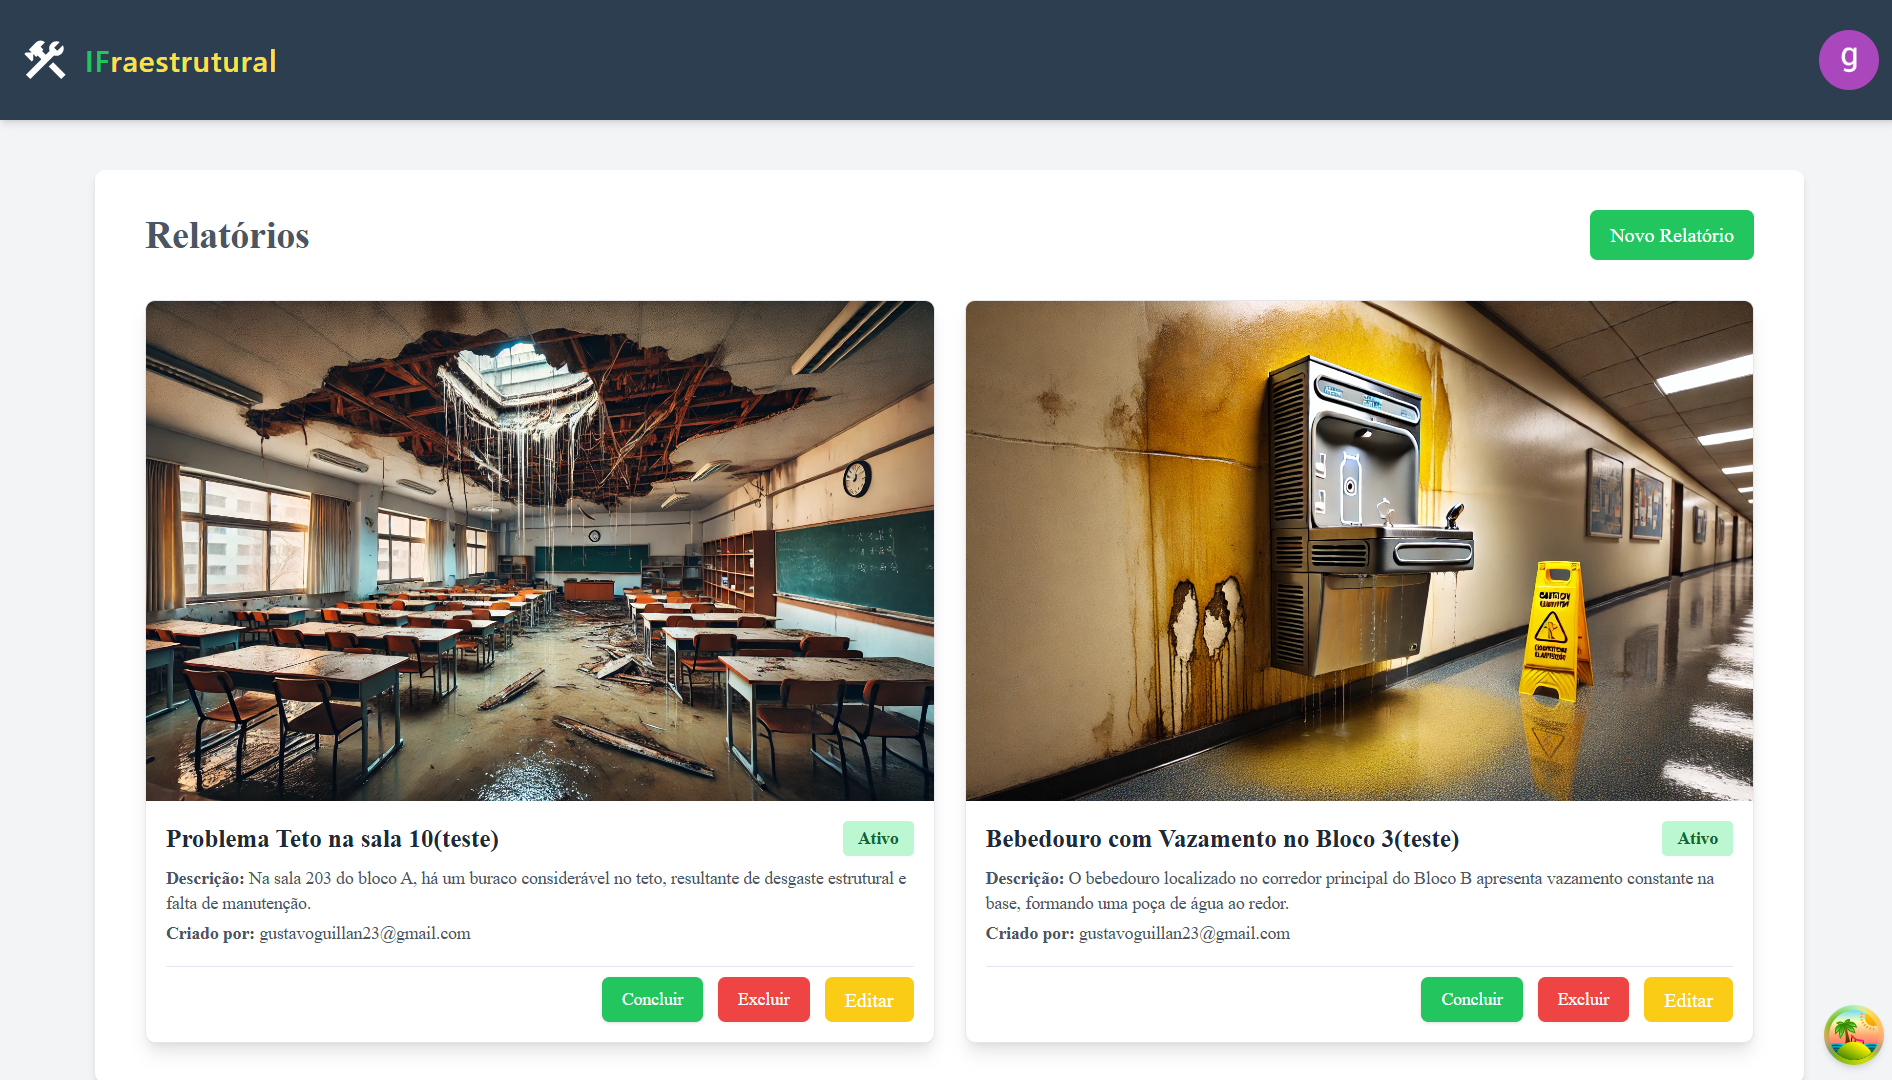 IFraestrutural
g
Relatórios
Novo Relatório
Problema Teto na sala 10(teste)
Ativo
Descrição: Na sala 203 do bloco A, há um buraco considerável no teto, resultante de desgaste estrutural e
falta de manutenção.
Criado por: gustavoguillan23@gmail.com
Concluir
Excluir
Editar
Bebedouro com Vazamento no Bloco 3(teste)
Ativo
Descrição: O bebedouro localizado no corredor principal do Bloco B apresenta vazamento constante na
base, formando uma poça de água ao redor.
Criado por: gustavoguillan23@gmail.com
Concluir
Excluir
Editar